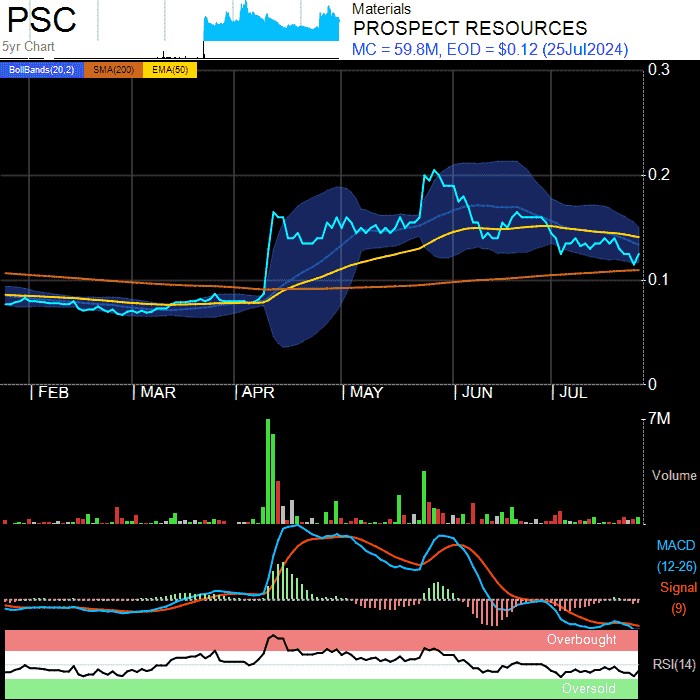 PSC
5yr Chart
Materials
PROSPECT RESOURCES
MC = 59.8M, EOD = $0.12 (25Jul2024)
BollBands(20,2) SMA(200) EMA(50)
0.3
0.2
0.1
0
FEB MAR APR MAY JUN JUL
7M
Volume
MACD
(12-26)
Signal
(9)
Overbought
RSI(14)
Oversold